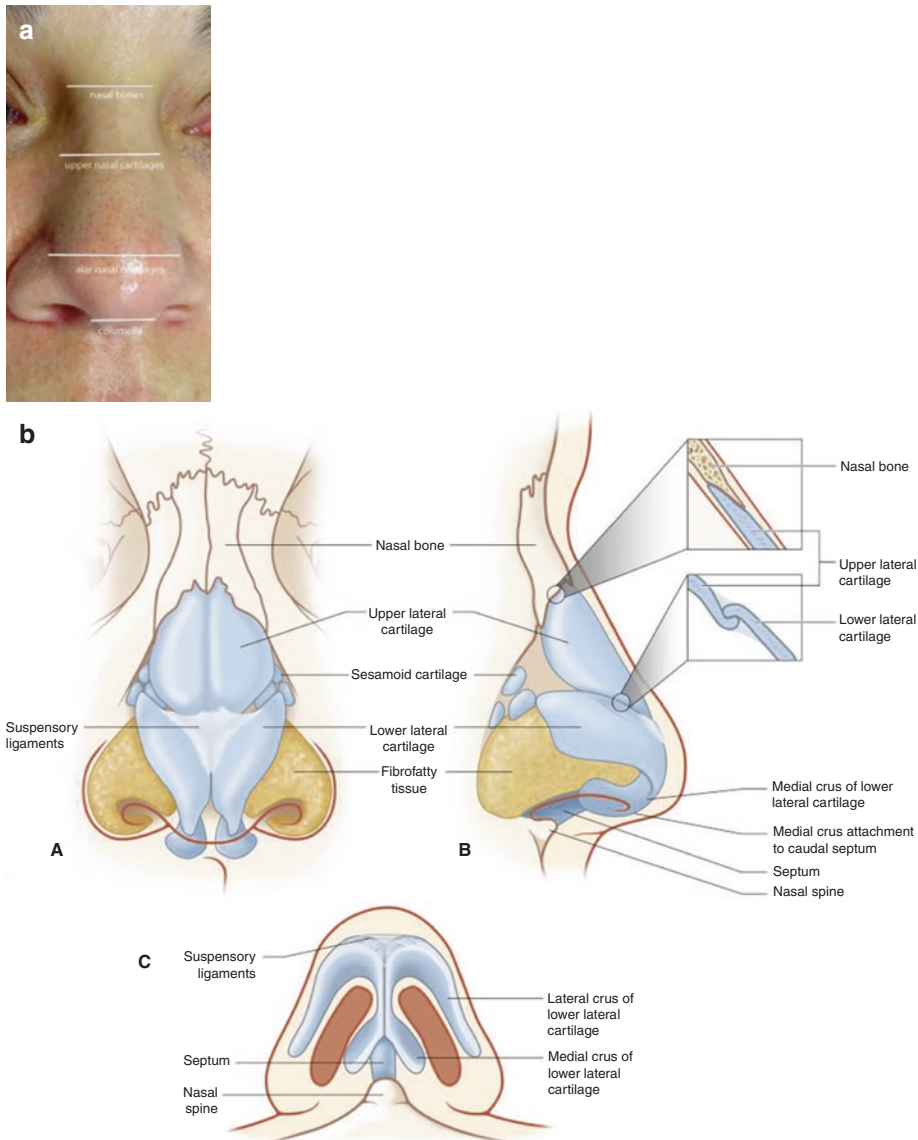 a
nasal bones
upper nasal cartilages
alar nasal cartilages
columella
b
Nasal bone
Upper lateral
cartilage
Sesamoid cartilage
Suspensory
ligaments
Lower lateral
cartilage
Fibrofatty
tissue
A
Nasal bone
Upper lateral
cartilage
Lower lateral
cartilage
Medial crus of lower
lateral cartilage
Medial crus attachment
to caudal septum
Septum
Nasal spine
B
C
Suspensory
ligaments
Septum
Nasal
spine
Lateral crus of
lower lateral
cartilage
Medial crus of
lower lateral
cartilage